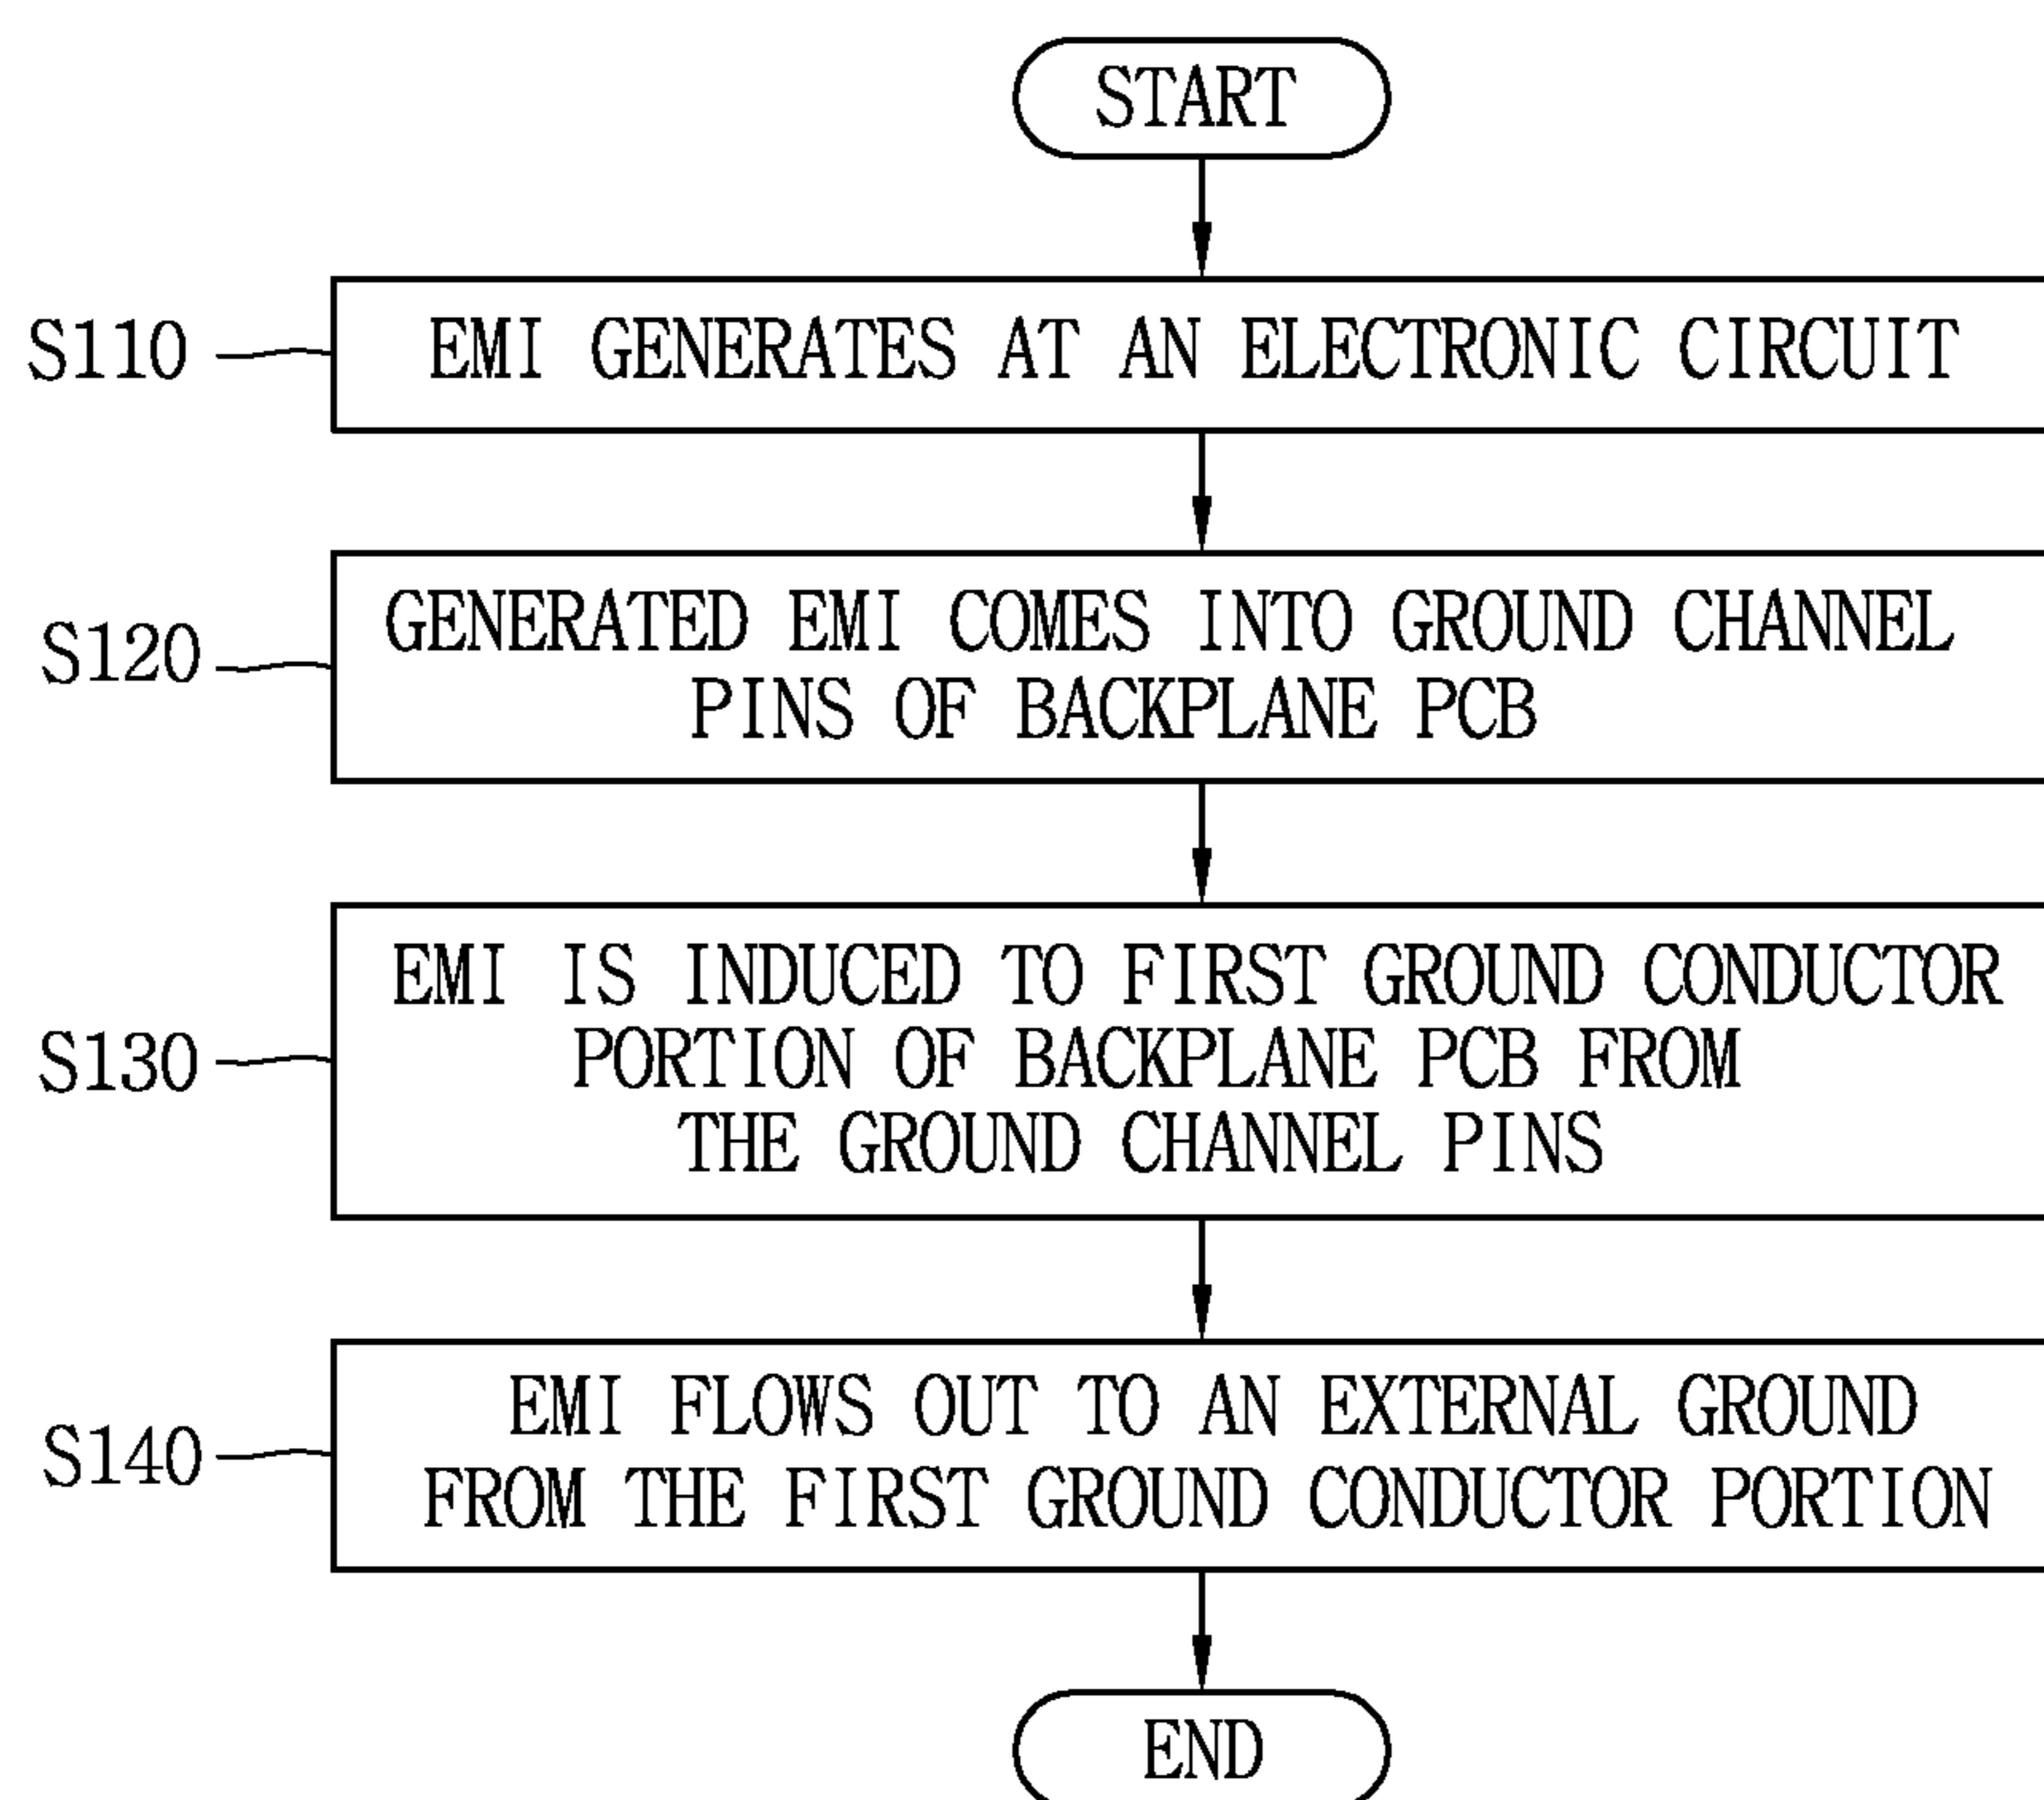 START
S110
EMI GENERATES AT AN ELECTRONIC CIRCUIT
S120
GENERATED EMI COMES INTO GROUND CHANNEL
PINS OF BACKPLANE PCB
S130
EMI IS INDUCED TO FIRST GROUND CONDUCTOR
PORTION OF BACKPLANE PCB FROM
THE GROUND CHANNEL PINS
S140
EMI FLOWS OUT TO AN EXTERNAL GROUND
FROM THE FIRST GROUND CONDUCTOR PORTION
END